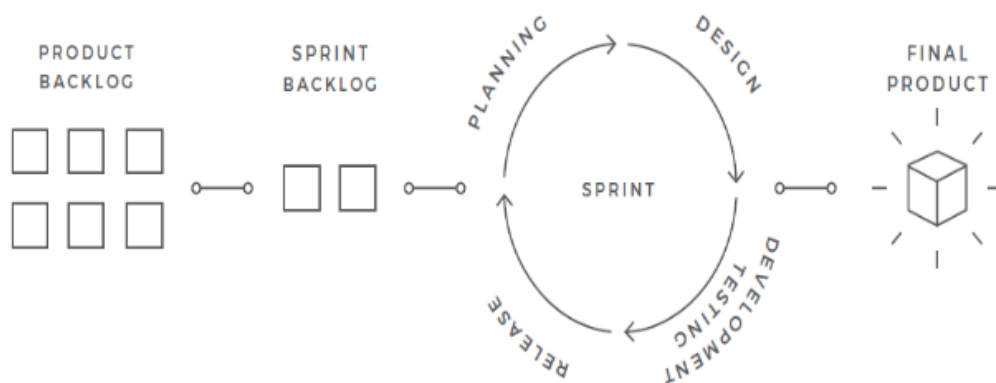 PRODUCT
BACKLOG
SPRINT
BACKLOG
PLANNING
DESIGN
SPRINT
DEVELOPMENT
TESTING
RELEASE
FINAL
PRODUCT